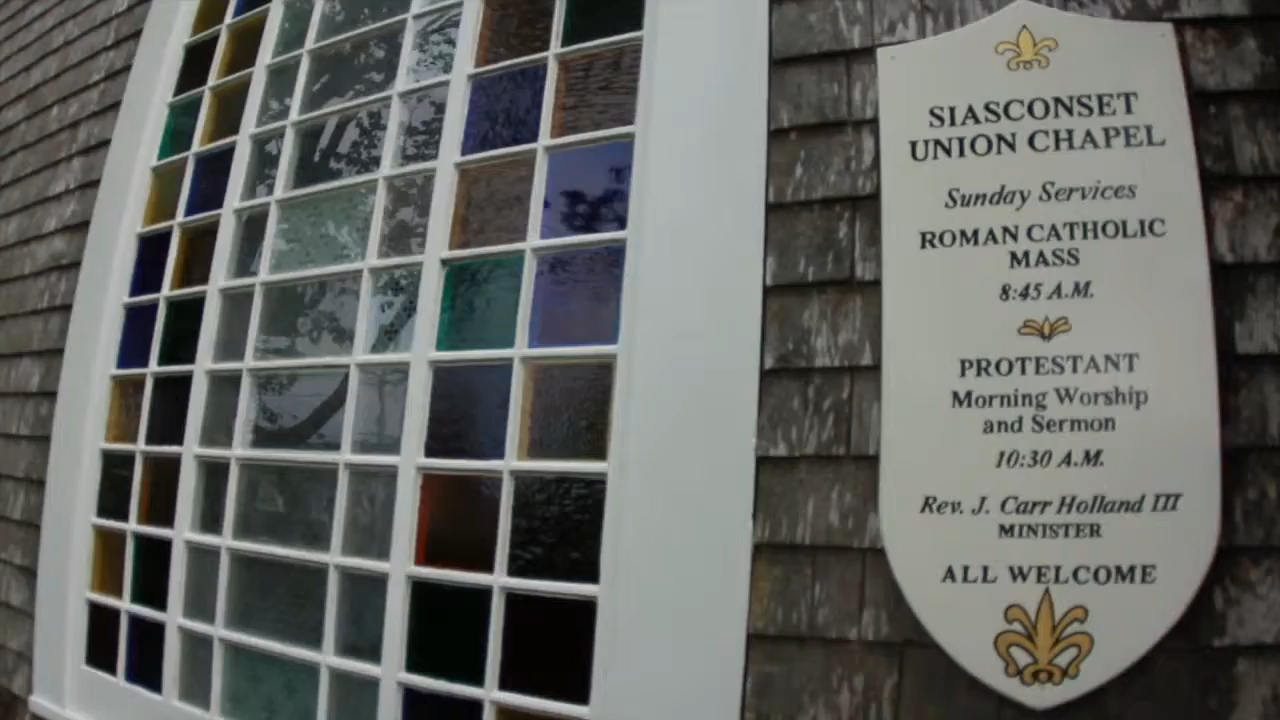 SIASCONSET
UNION CHAPEL
Sunday Services
ROMAN CATHOLIC
MASS
8:45 A.M.
PROTESTANT
Morning Worship
and Sermon
10:30 A.M.
Rev. J. Carr Holland III
MINISTER
ALL WELCOME